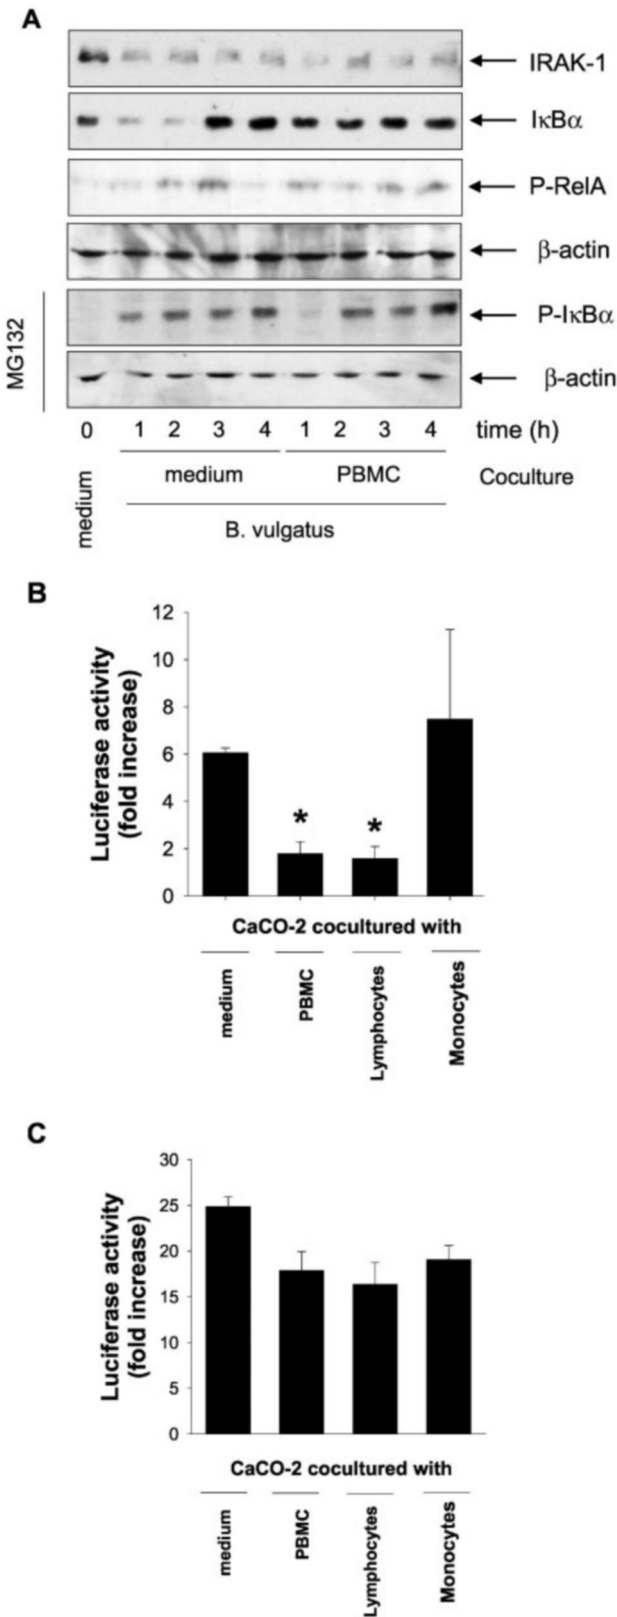 A
IRAK-1
IκBα
P-RelA
β-actin
MG132
P-IκBα
β-actin
0 1 2 3 4 1 2 3 4 time (h)
medium medium PBMC Coculture
B. vulgatus
B
Luciferase activity
(fold increase)
12
10
8
6
4
2
0
* *
CaCO-2 cocultured with
medium PBMC Lymphocytes Monocytes
C
Luciferase activity
(fold increase)
30
25
20
15
10
5
0
CaCO-2 cocultured with
medium PBMC Lymphocytes Monocytes